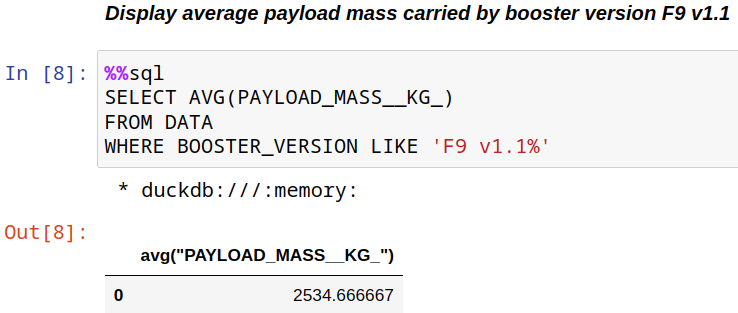 Display average payload mass carried by booster version F9 v1.1
In [8]:
%%sql
SELECT AVG(PAYLOAD_MASS__KG_)
FROM DATA
WHERE BOOSTER_VERSION LIKE 'F9 v1.1%'
* duckdb:///:memory:
Out[8]:
avg("PAYLOAD_MASS__KG_")
0 2534.666667